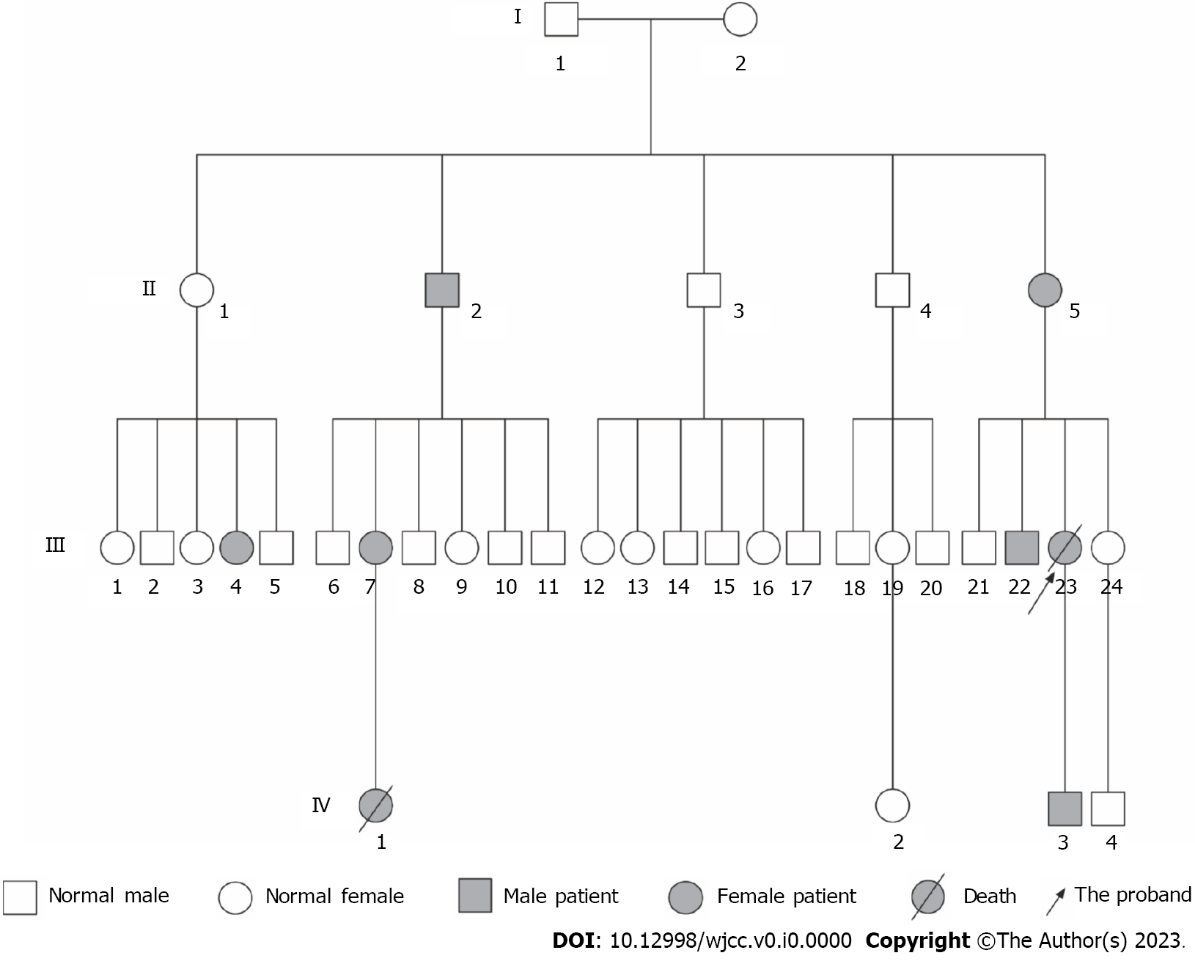 I
1 2
II
1 2 3 4 5
III
1 2 3 4 5 6 7 8 9 10 11 12 13 14 15 16 17 18 19 20 21 22 23 24
IV
1 2 3 4
Normal male Normal female Male patient Female patient Death The proband
DOI: 10.12998/wjcc.v0.i0.0000 Copyright ©The Author(s) 2023.